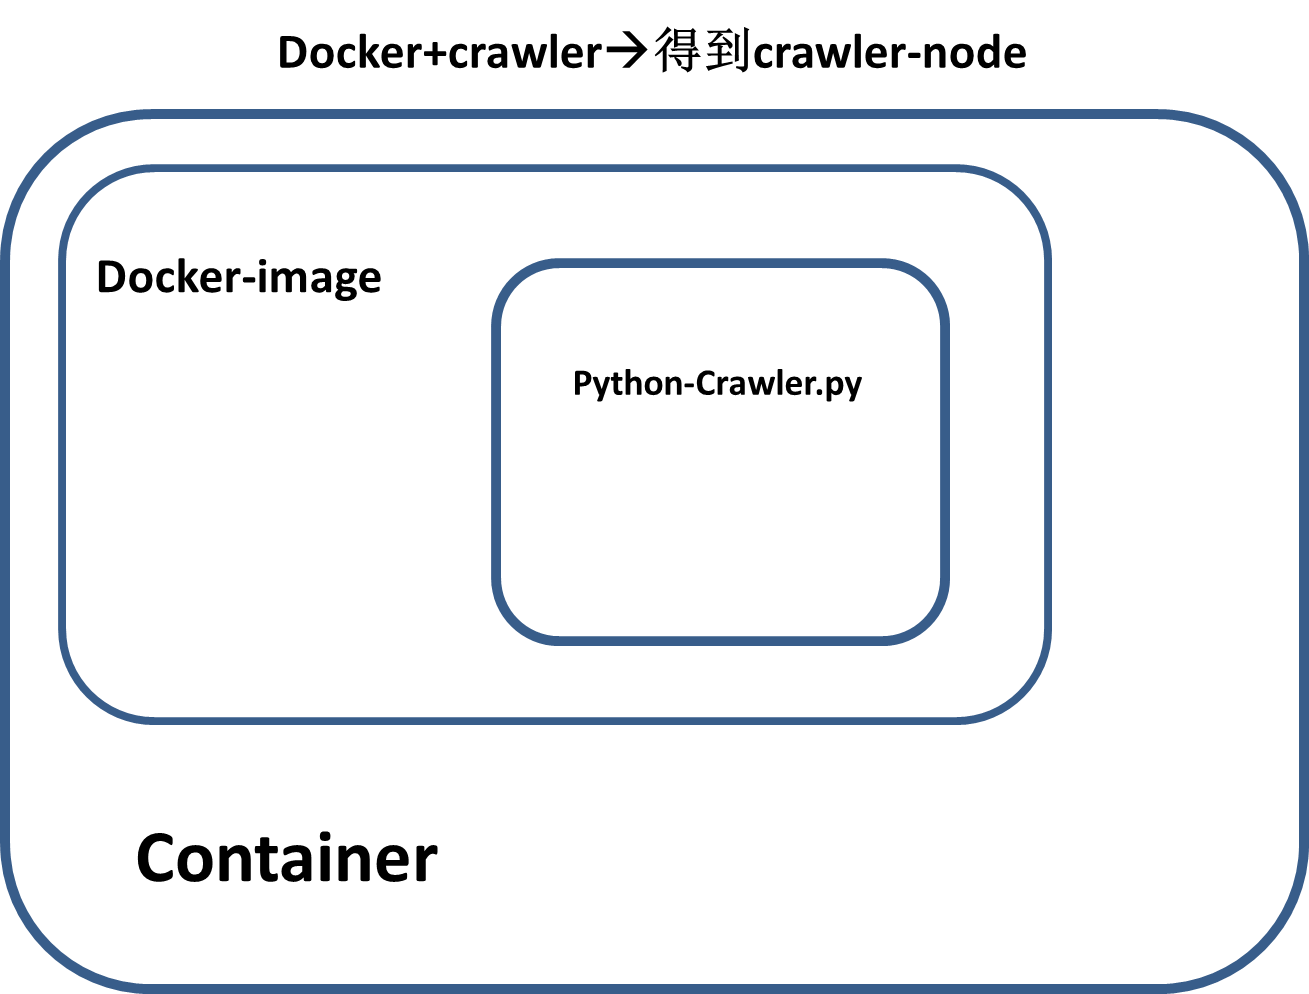 Docker+crawler→得到crawler-node
Docker-image
Python-Crawler.py
Container